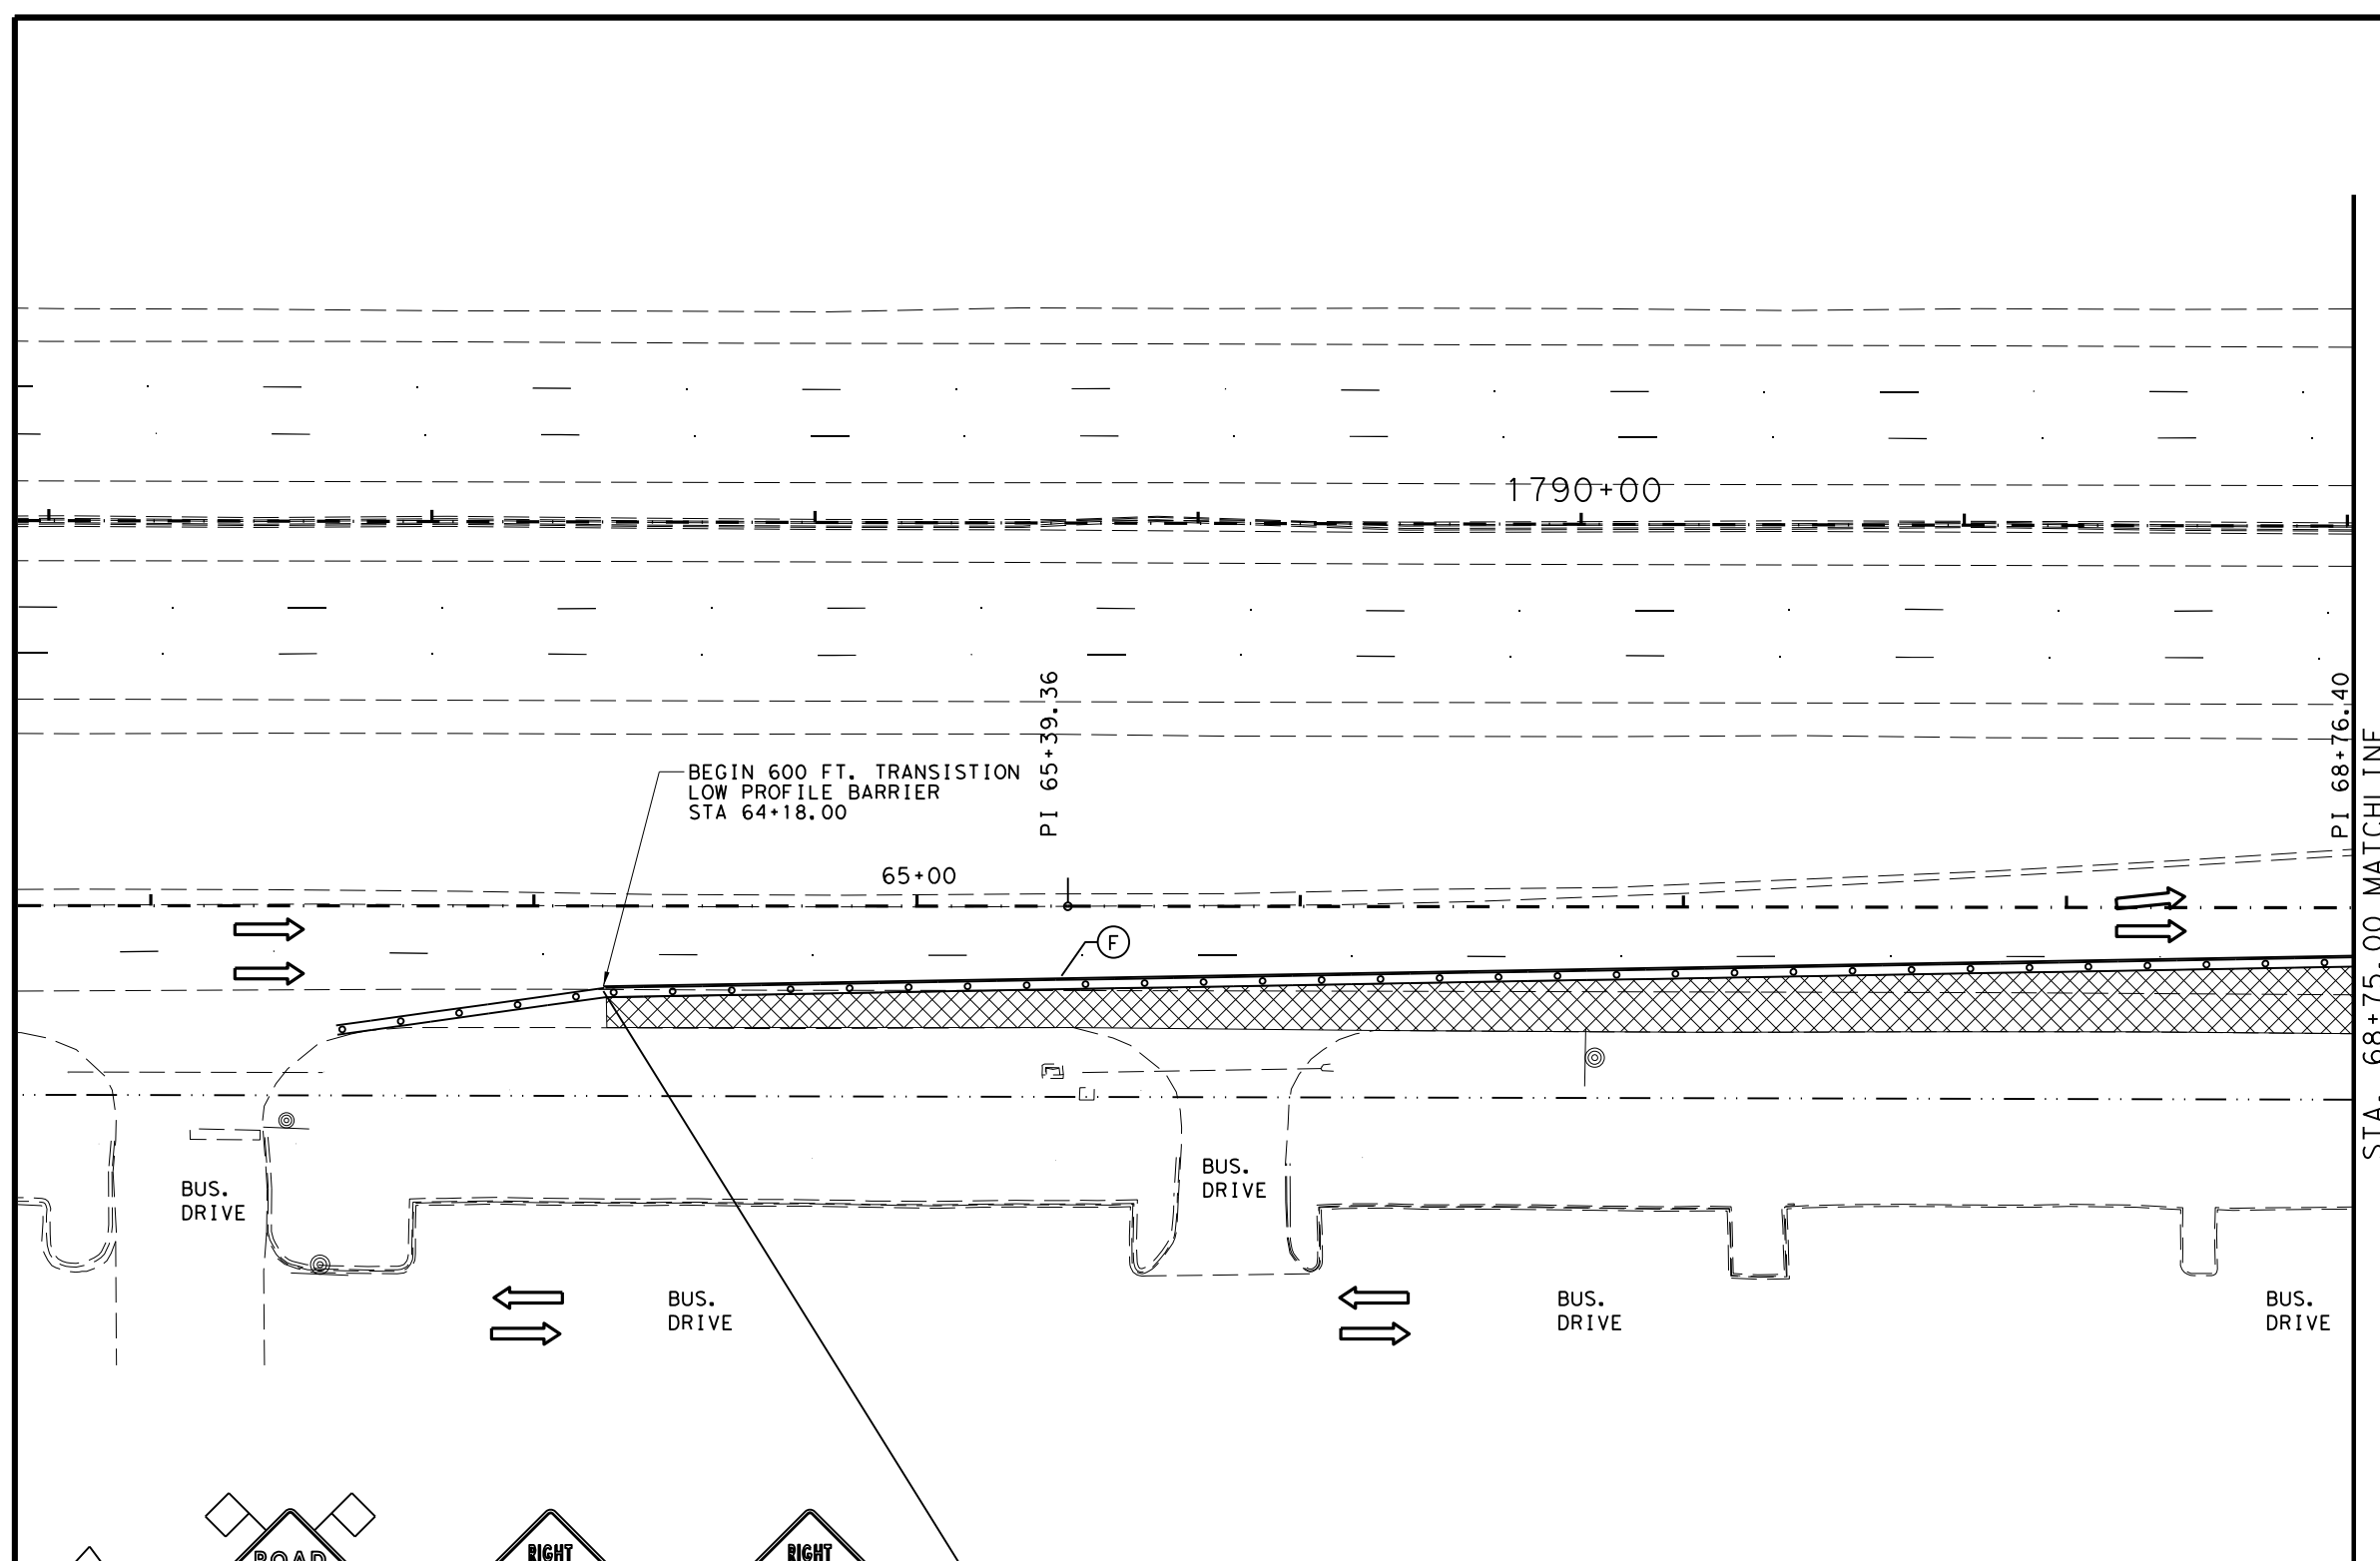 1790+00
PI 65+39.36
PI 68+76.40
STA. 68+75.00 MATCHLINE
BEGIN 600 FT. TRANSISTION
LOW PROFILE BARRIER
STA 64+18.00
65+00
F
BUS.
DRIVE
BUS.
DRIVE
BUS.
DRIVE
BUS.
DRIVE
BUS.
DRIVE
ROAD
RIGHT
RIGHT